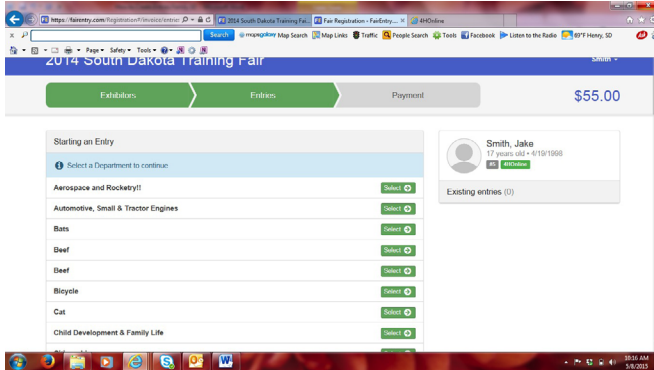 https://fairentry.com/Registration#/Invoice/entries
2014 South Dakota Training Fai...
Fair Registration - FairEntry....
4HOnline
Search
mapsgalaxy Map Search
Map Links
Traffic
People Search
Tools
Facebook
Listen to the Radio
69°F Henry, SD
Page
Safety
Tools
2014 South Dakota Training Fair
Smith
Exhibitors
Entries
Payment
$55.00
Starting an Entry
Select a Department to continue
Aerospace and Rocketry!! Select
Automotive, Small & Tractor Engines Select
Bats Select
Beef Select
Beef Select
Bicycle Select
Cat Select
Child Development & Family Life Select
Smith, Jake
17 years old • 4/19/1998
#5 4HOnline
Existing entries (0)
10:16 AM
5/8/2015